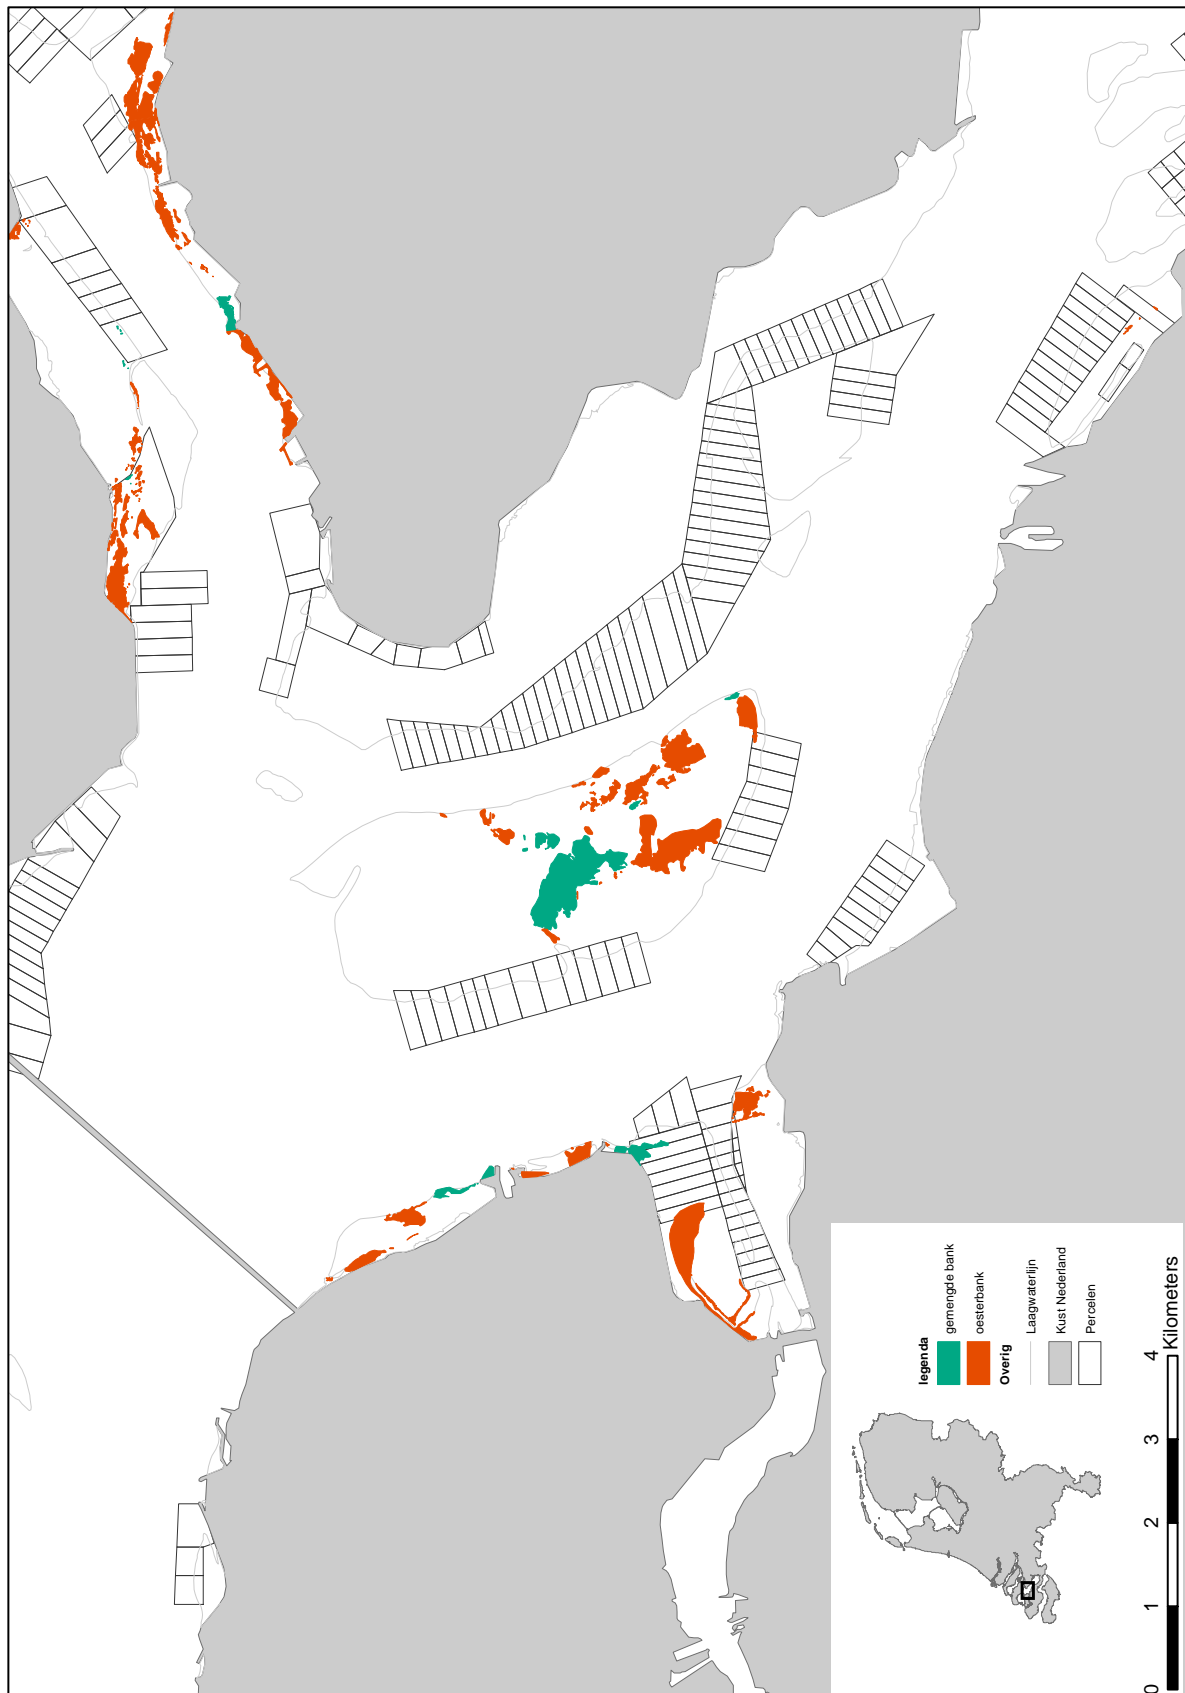 legenda
gemengde bank
oesterbank
Overig
Laagwaterlijn
Kust Nederland
Percelen
0 1 2 3 4
Kilometers